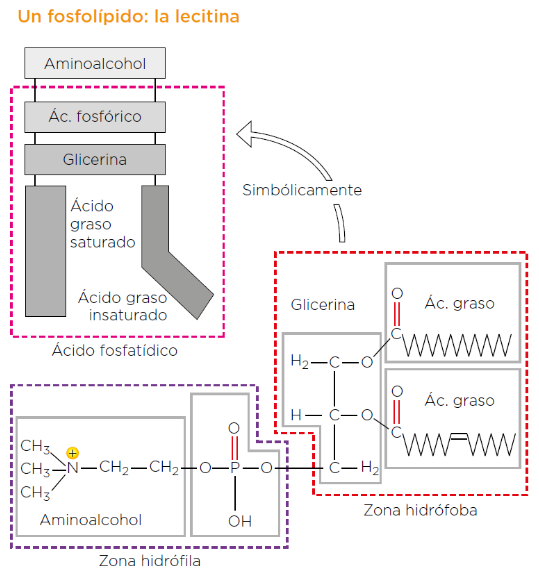 Un fosfolípido: la lecitina
Aminoalcohol
Ác. fosfórico
Glicerina
Ácido
graso
saturado
Ácido graso
insaturado
Ácido fosfatídico
Simbólicamente
Glicerina
O
Ác. graso
C
H₂—C—O
O
Ác. graso
H—C—O
C
C—H₂
Zona hidrófoba
O
CH₃
CH₃—N—CH₂—CH₂—O—P—O
+
CH₃
OH
Aminoalcohol
Zona hidrófila